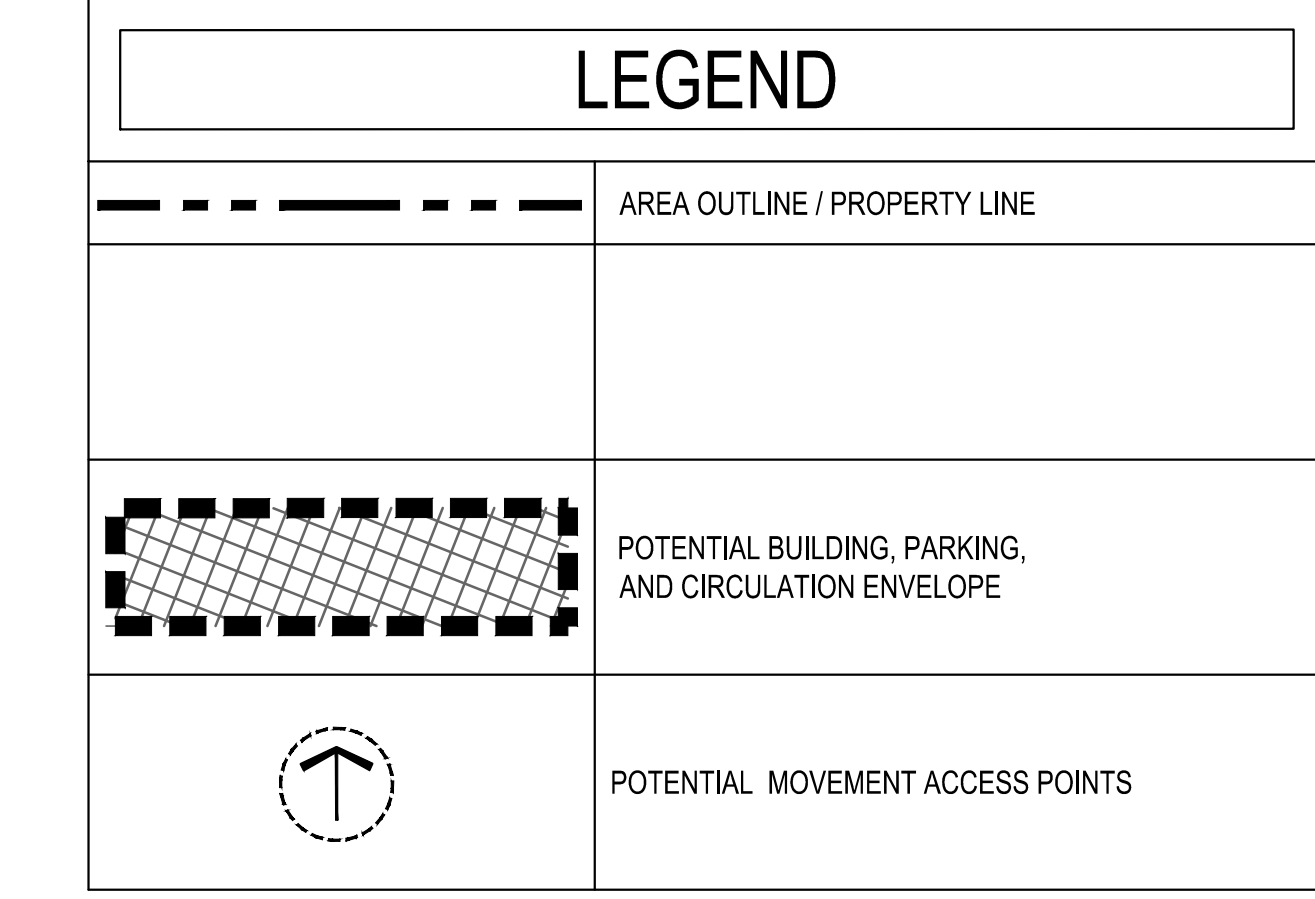 LEGEND
AREA OUTLINE / PROPERTY LINE
POTENTIAL BUILDING, PARKING,
AND CIRCULATION ENVELOPE
POTENTIAL MOVEMENT ACCESS POINTS